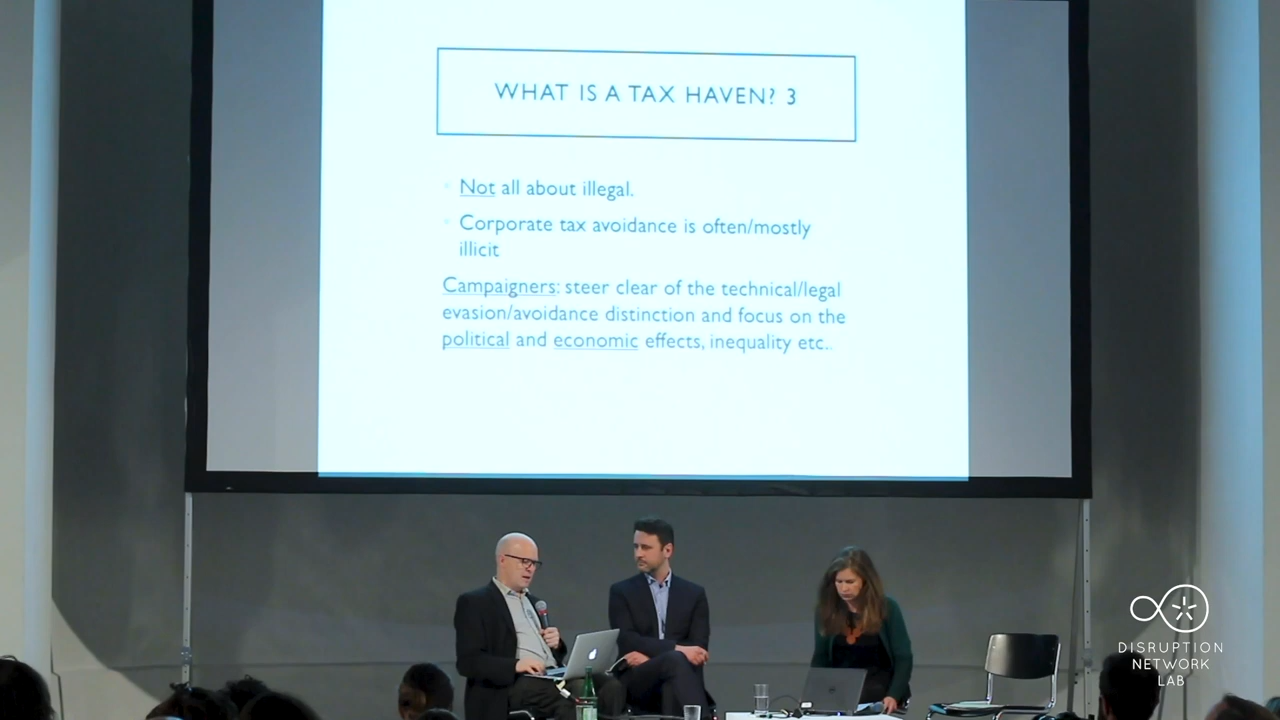 WHAT IS A TAX HAVEN? 3
Not all about illegal.
Corporate tax avoidance is often/mostly
illicit
Campaigners: steer clear of the technical/legal
evasion/avoidance distinction and focus on the
political and economic effects, inequality etc..
DISRUPTION
NETWORK
LAB